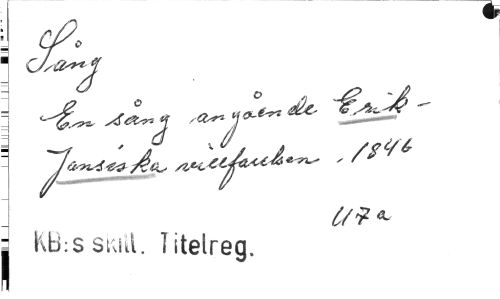 Sång
En sång angående Erik-
Jansiska villfarelsen, 1846
U7a
KB:s skill. Titelreg.